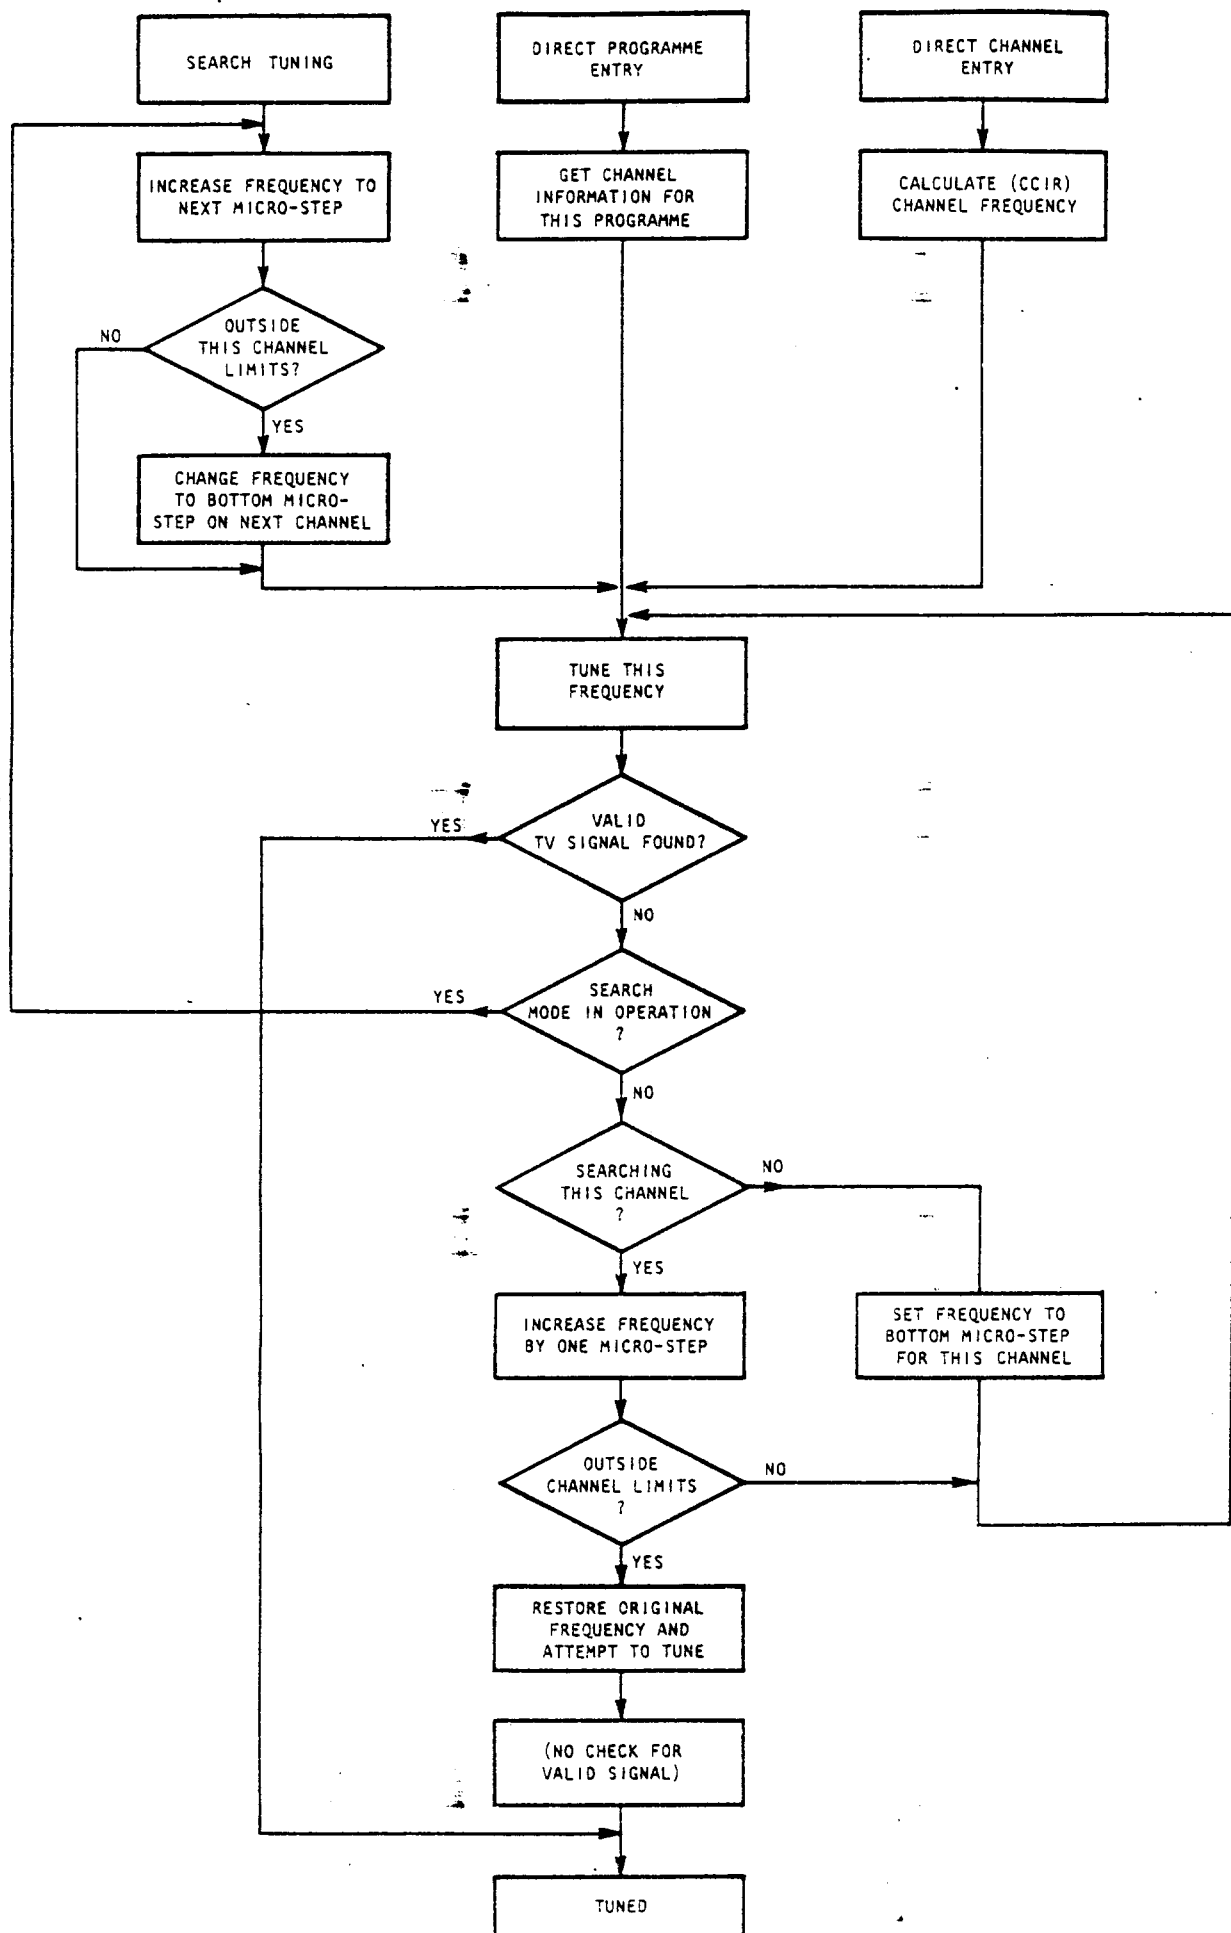 SEARCH TUNING
DIRECT PROGRAMME
ENTRY
DIRECT CHANNEL
ENTRY
INCREASE FREQUENCY TO
NEXT MICRO-STEP
GET CHANNEL
INFORMATION FOR
THIS PROGRAMME
CALCULATE (CCIR)
CHANNEL FREQUENCY
NO
OUTSIDE
THIS CHANNEL
LIMITS?
YES
CHANGE FREQUENCY
TO BOTTOM MICRO-
STEP ON NEXT CHANNEL
TUNE THIS
FREQUENCY
YES
VALID
TV SIGNAL FOUND?
NO
YES
SEARCH
MODE IN OPERATION
?
NO
SEARCHING
THIS CHANNEL
?
NO
YES
INCREASE FREQUENCY
BY ONE MICRO-STEP
SET FREQUENCY TO
BOTTOM MICRO-STEP
FOR THIS CHANNEL
OUTSIDE
CHANNEL LIMITS
?
NO
YES
RESTORE ORIGINAL
FREQUENCY AND
ATTEMPT TO TUNE
(NO CHECK FOR
VALID SIGNAL)
TUNED